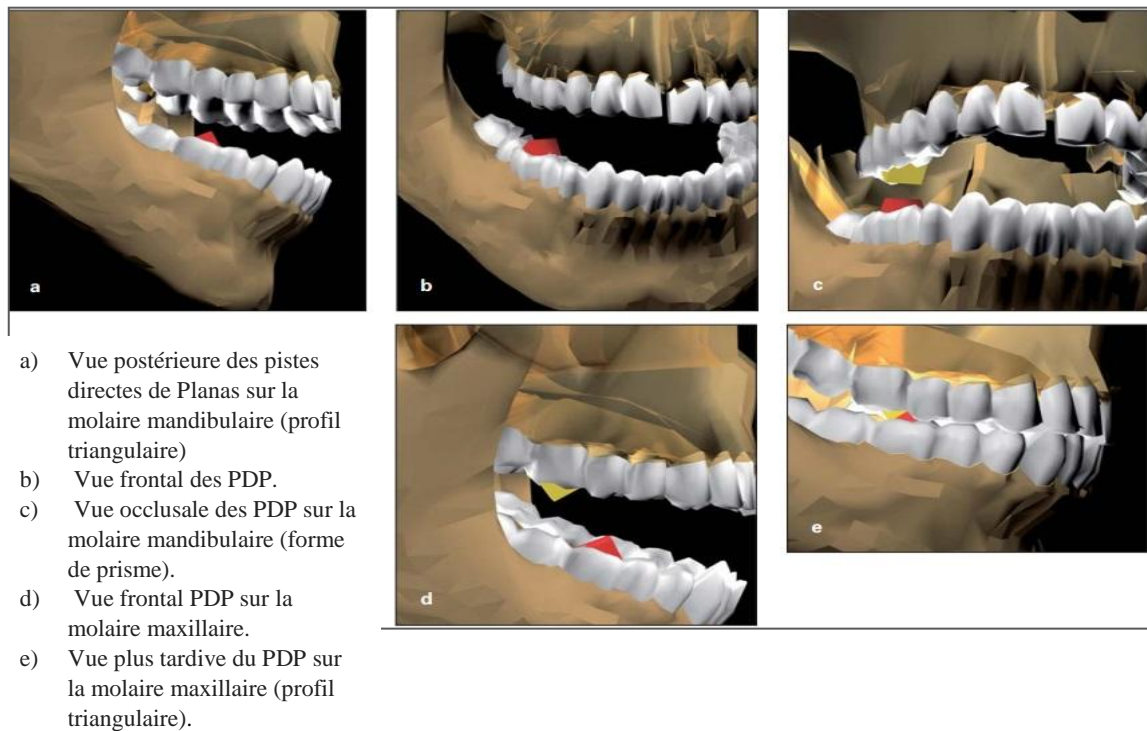 a
b
c
a) Vue postérieure des pistes
directes de Planas sur la
molaire mandibulaire (profil
triangulaire)
b) Vue frontal des PDP.
c) Vue occlusale des PDP sur la
molaire mandibulaire (forme
de prisme).
d) Vue frontal PDP sur la
molaire maxillaire.
e) Vue plus tardive du PDP sur
la molaire maxillaire (profil
triangulaire).
d
e